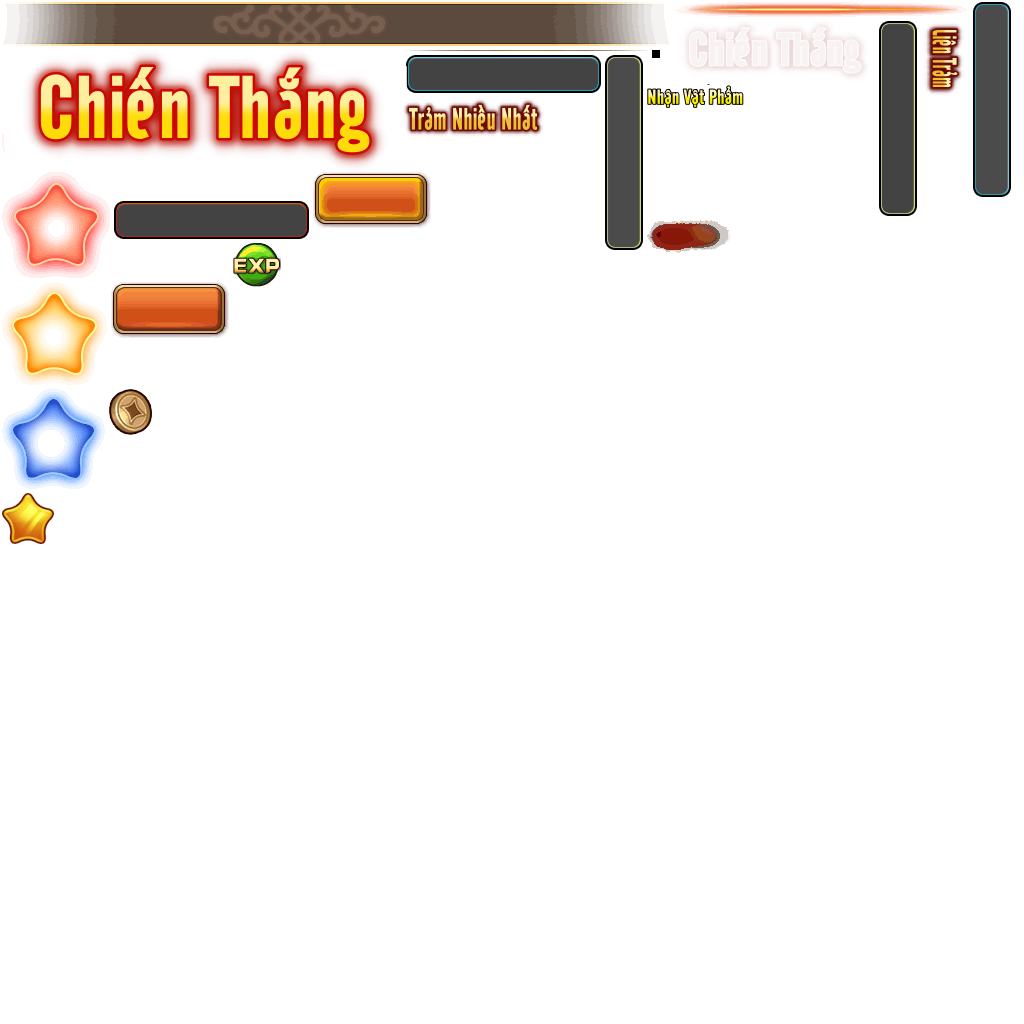 Chiến Thắng
Chiến Thắng
Liên Trảm
Nhận Vật Phẩm
Trảm Nhiều Nhất
EXP